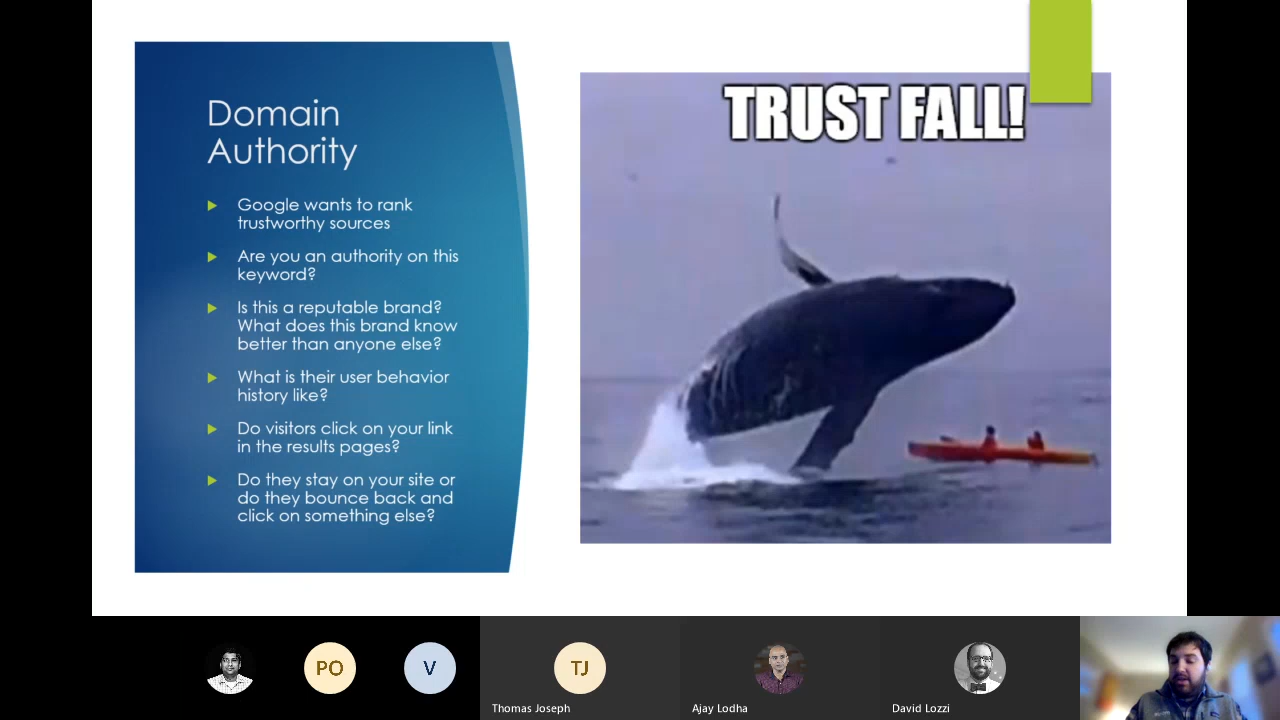 Domain
Authority
Google wants to rank
trustworthy sources
Are you an authority on this
keyword?
Is this a reputable brand?
What does this brand know
better than anyone else?
What is their user behavior
history like?
Do visitors click on your link
in the results pages?
Do they stay on your site or
do they bounce back and
click on something else?
TRUST FALL!
PO
V
TJ
Thomas Joseph
Ajay Lodha
David Lozzi